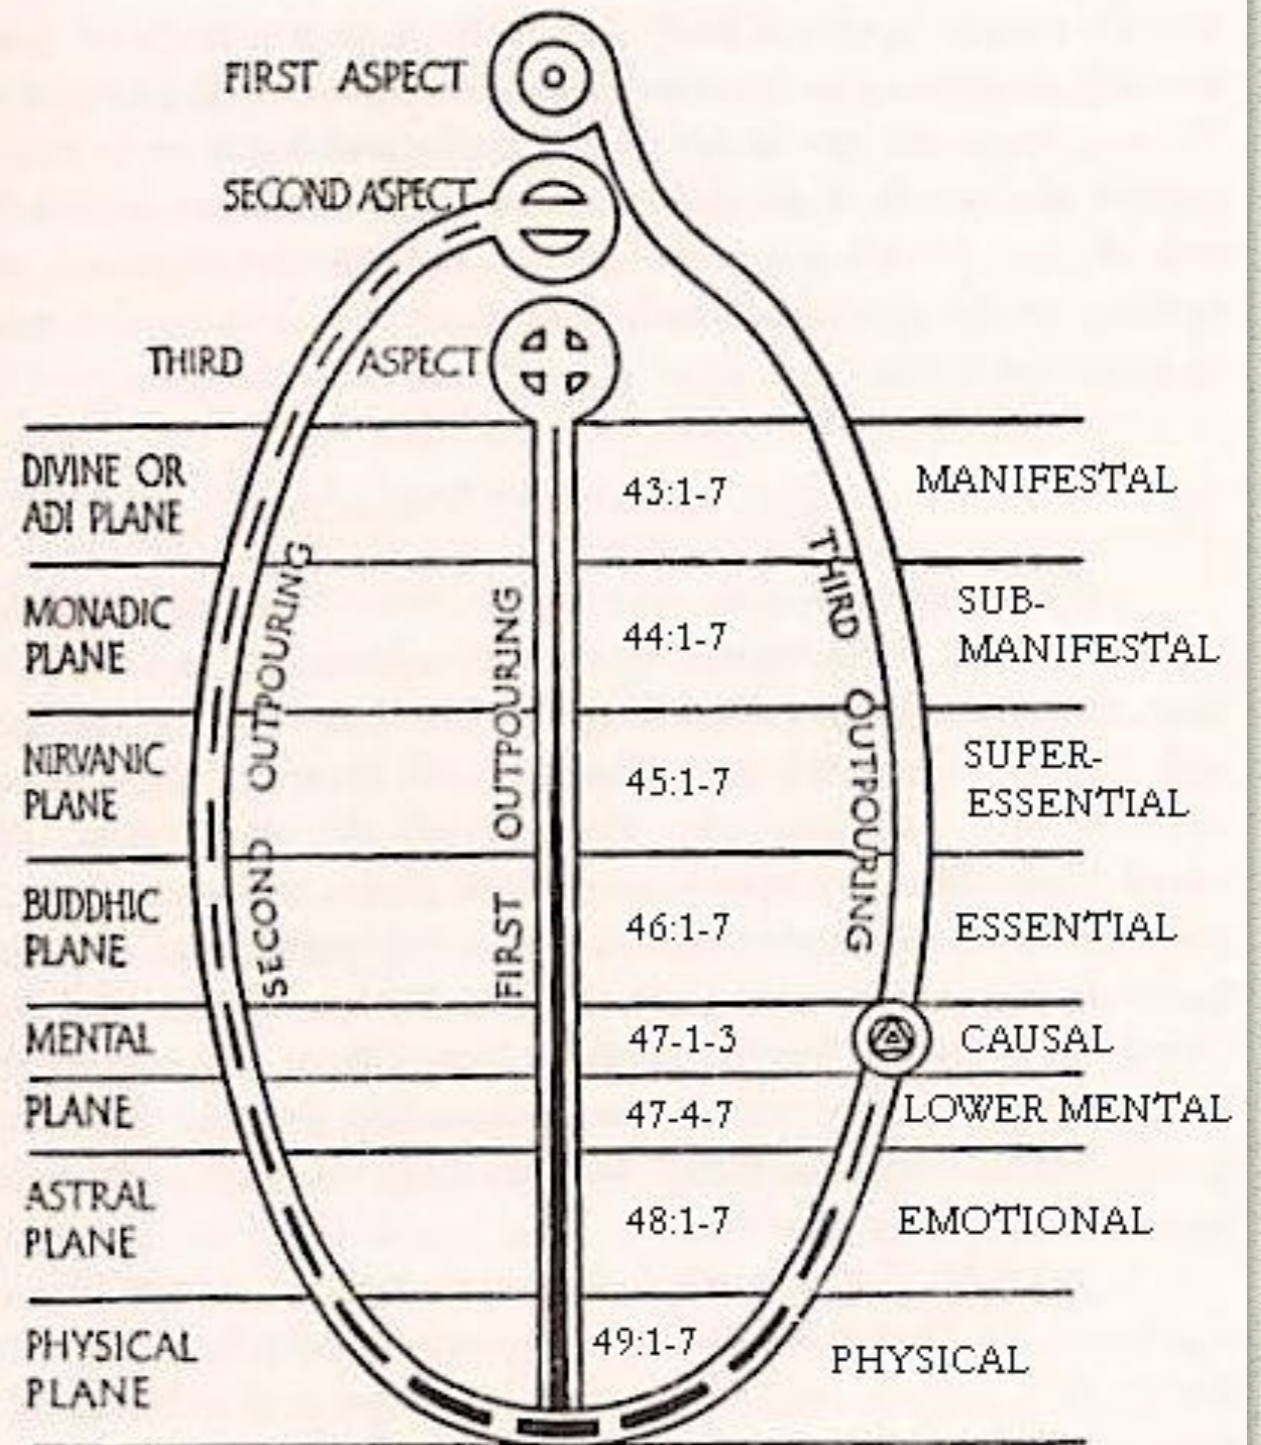 FIRST ASPECT
SECOND ASPECT
THIRD ASPECT
DIVINE OR
ADI PLANE
43:1-7
MANIFESTAL
MONADIC
PLANE
44:1-7
SUB-
MANIFESTAL
NIRVANIC
PLANE
45:1-7
SUPER-
ESSENTIAL
BUDDHIC
PLANE
46:1-7
ESSENTIAL
MENTAL
47-1-3
CAUSAL
PLANE
47-4-7
LOWER MENTAL
ASTRAL
PLANE
48:1-7
EMOTIONAL
PHYSICAL
PLANE
49:1-7
PHYSICAL
SECOND OUTPOURING
FIRST OUTPOURING
THIRD OUTPOURING